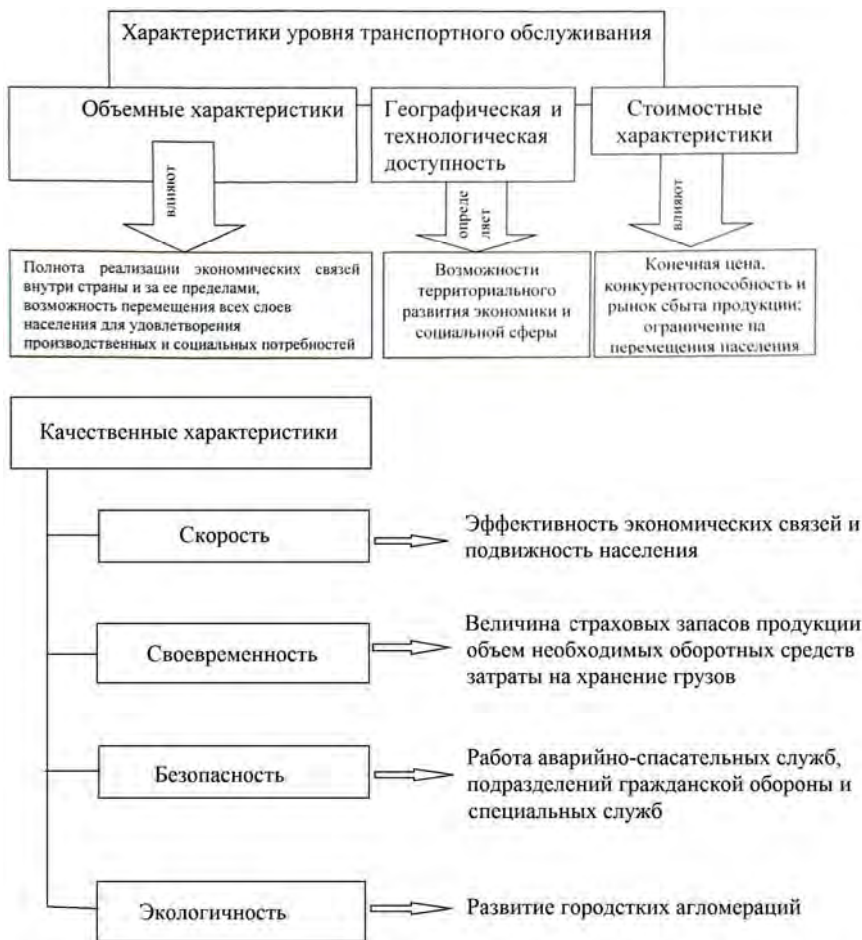 Характеристики уровня транспортного обслуживания
Объемные характеристики
Географическая и
технологическая
доступность
Стоимостные
характеристики
влияют
опреде
ляют
влияют
Полнота реализации экономических связей
внутри страны и за ее пределами,
возможность перемещения всех слоев
населения для удовлетворения
производственных и социальных потребностей
Возможности
территориального
развития экономики и
социальной сферы
Конечная цена,
конкурентоспособность и
рынок сбыта продукции;
ограничение на
перемещения населения
Качественные характеристики
Скорость
Эффективность экономических связей и
подвижность населения
Своевременность
Величина страховых запасов продукции
объем необходимых оборотных средств
затраты на хранение грузов
Безопасность
Работа аварийно-спасательных служб,
подразделений гражданской обороны и
специальных служб
Экологичность
Развитие городстких агломераций